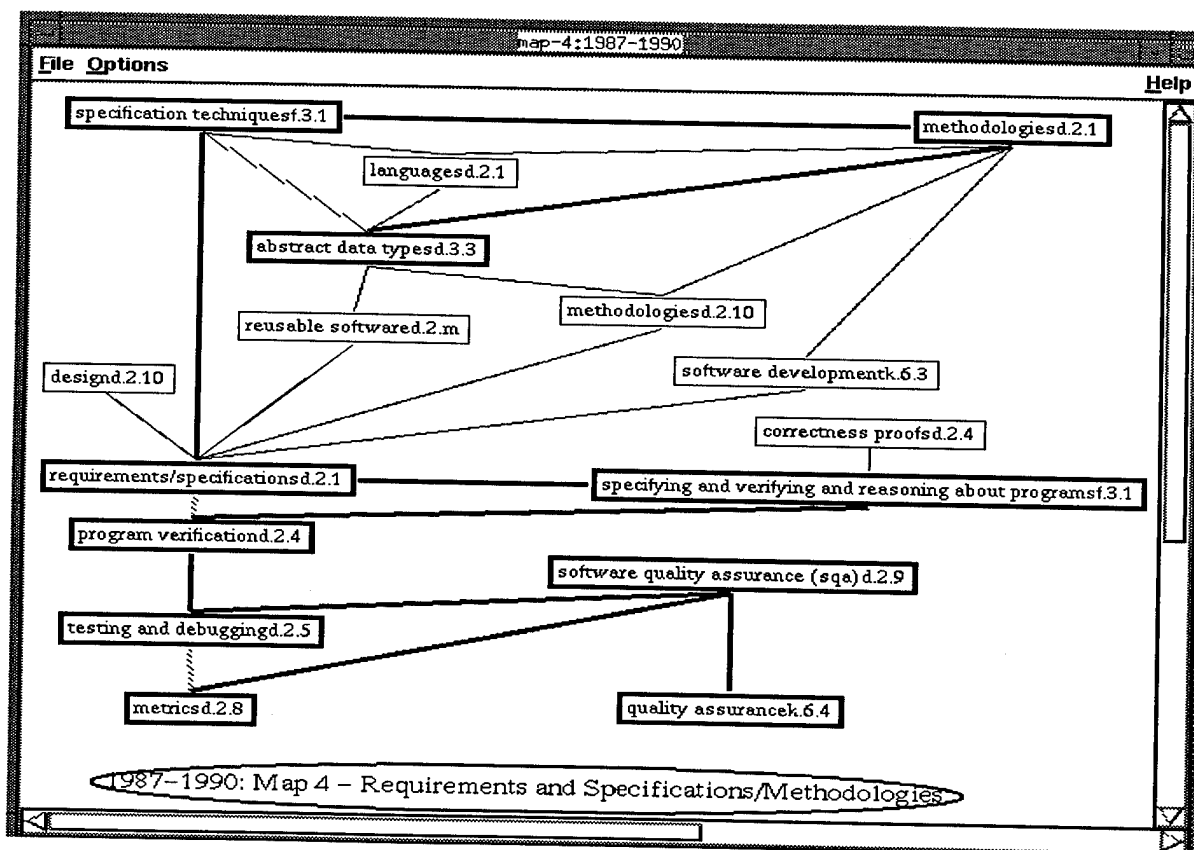 map-4:1987-1990
File Options
Help
specification techniquesf.3.1
methodologiesd.2.1
languagesd.2.1
abstract data typesd.3.3
methodologiesd.2.10
reusable softwared.2.m
software developmentk.6.3
designd.2.10
correctness proofsd.2.4
requirements/specificationsd.2.1
specifying and verifying and reasoning about programsf.3.1
program verificationd.2.4
software quality assurance (sqa)d.2.9
testing and debuggingd.2.5
metricsd.2.8
quality assurancek.6.4
1987-1990: Map 4 – Requirements and Specifications/Methodologies